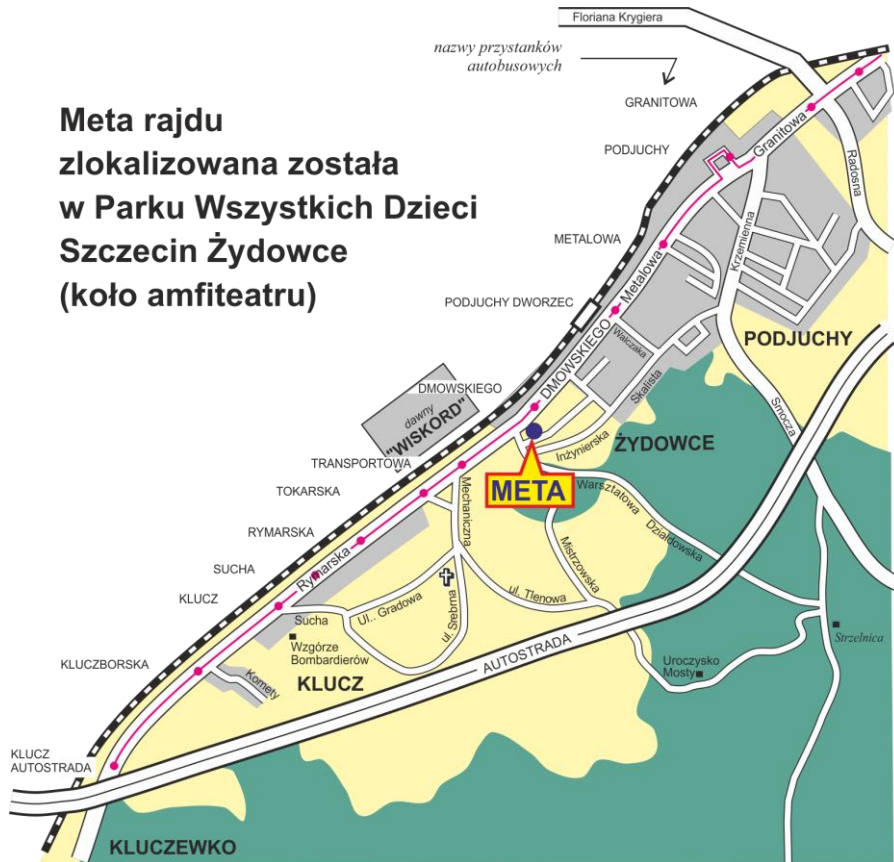 Floriana Krygiera
nazwy przystanków
autobusowych
GRANITOWA
Meta rajdu
zlokalizowana została
w Parku Wszystkich Dzieci
Szczecin Żydowce
(koło amfiteatru)
PODJUCHY
Granitowa
Radosna
Krzemienna
METALOWA
Metalowa
PODJUCHY DWORZEC
DMOWSKIEGO
Walczaka
PODJUCHY
Skalista
Smocza
DMOWSKIEGO
dawny
"WISKORD"
Inżynierska
ŻYDOWCE
TRANSPORTOWA
META
Warsztatowa
TOKARSKA
Mechaniczna
Działdowska
RYMARSKA
Mistrzowska
SUCHA
Rymarska
KLUCZ
ul. Tlenowa
Ul.. Gradowa
ul. Srebrna
Sucha
Strzelnica
Wzgórze
Bombardierów
AUTOSTRADA
Uroczysko
Mosty
KLUCZBORSKA
KLUCZ
Komety
KLUCZ
AUTOSTRADA
KLUCZEWKO